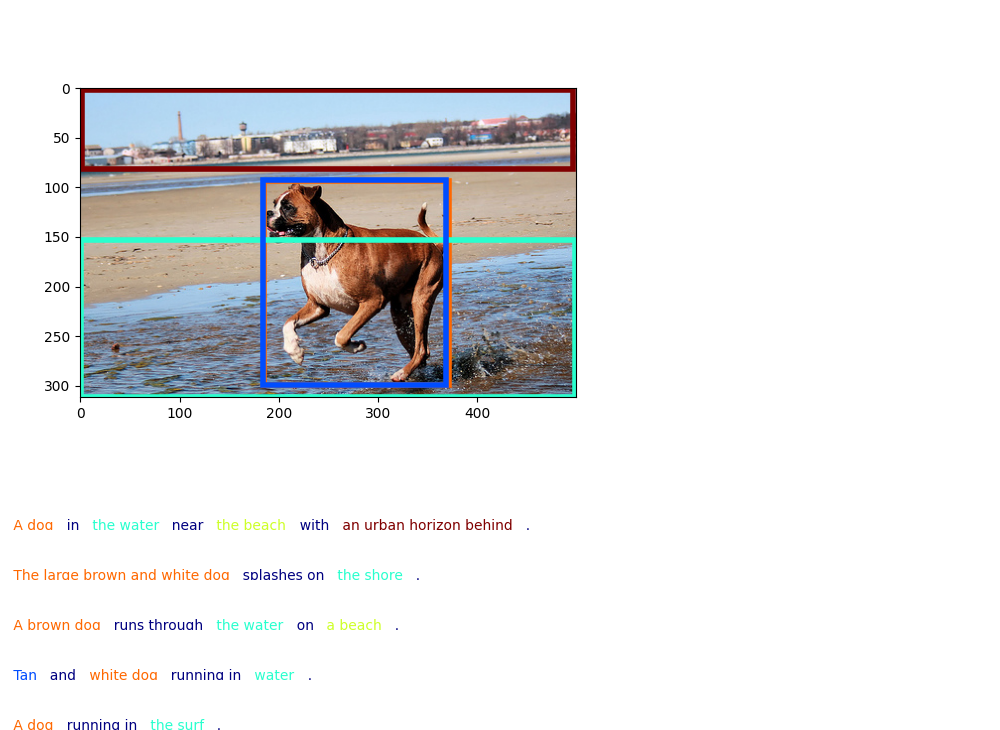 0
50
100
150
200
250
300
0 100 200 300 400
A dog in the water near the beach with an urban horizon behind .
The large brown and white dog splashes on the shore .
A brown dog runs through the water on a beach .
Tan and white dog running in water .
A dog running in the surf .